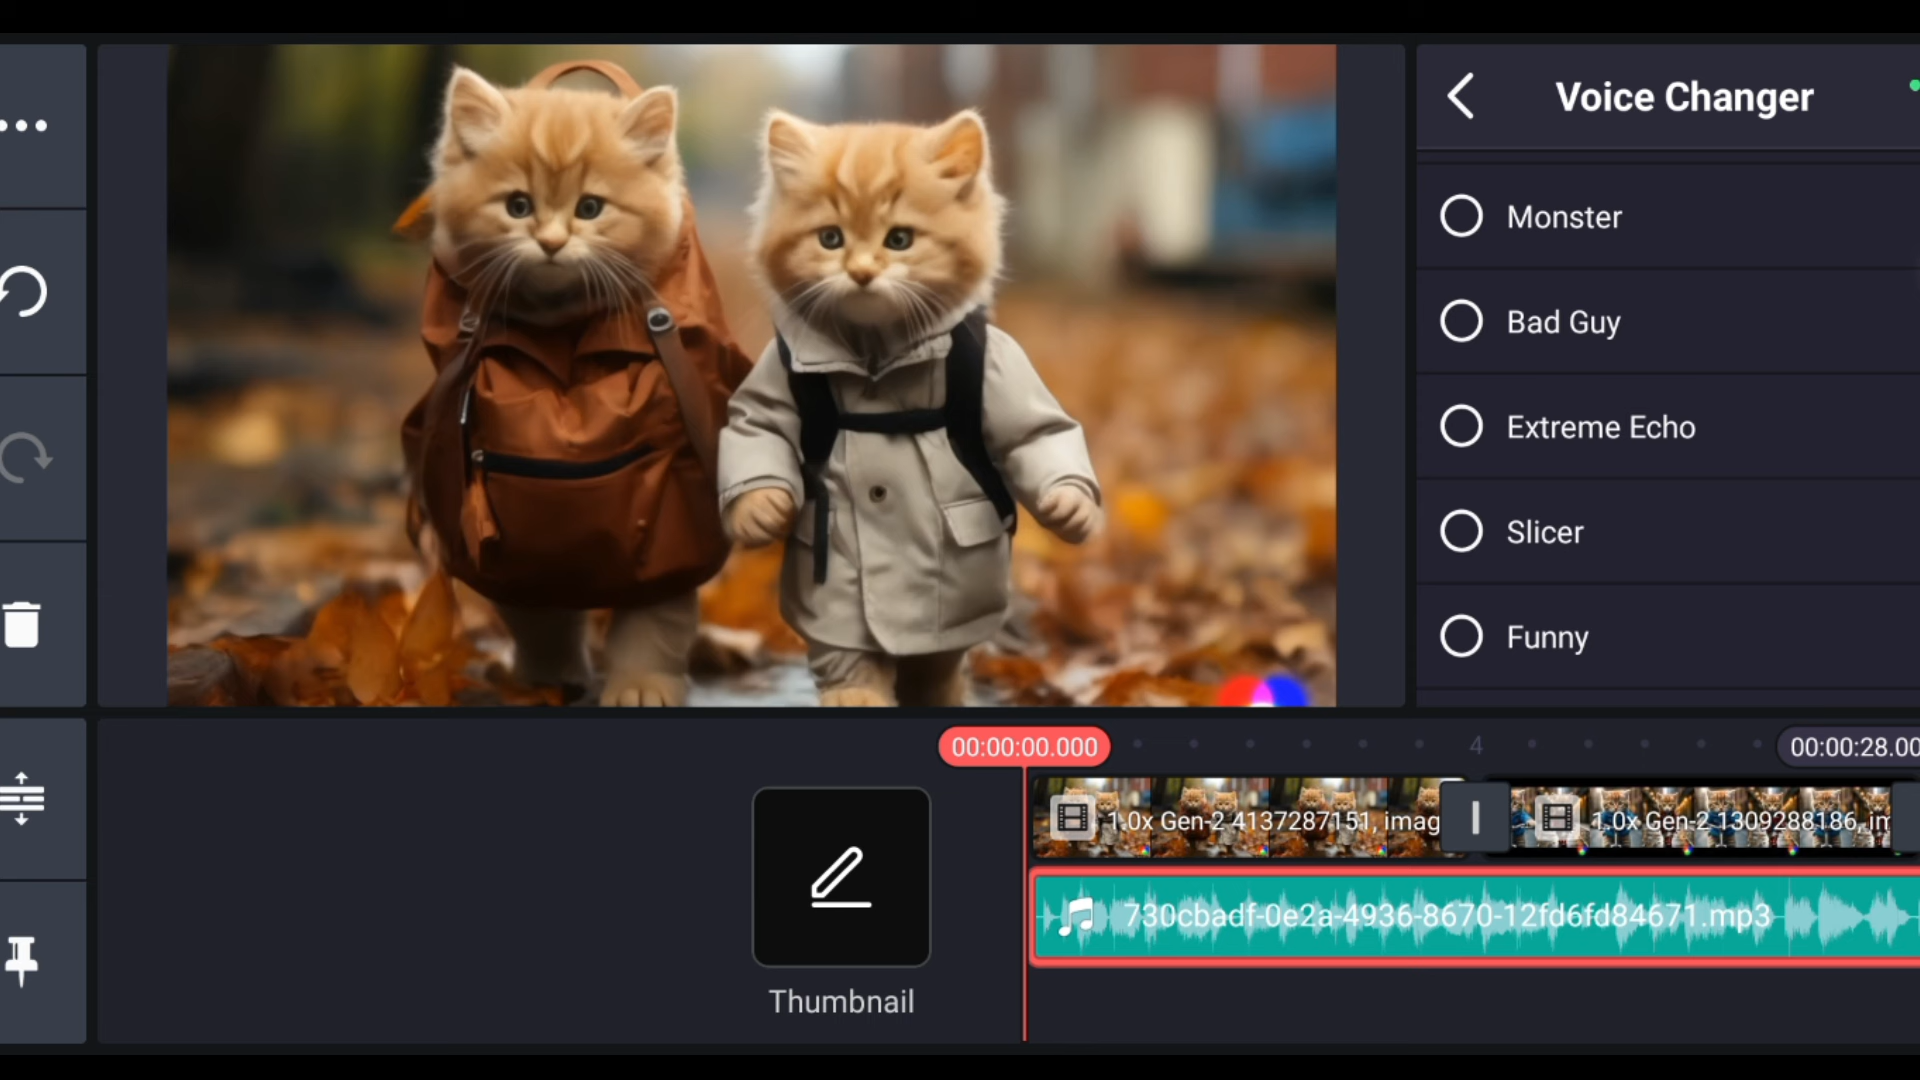 Voice Changer
Monster
Bad Guy
Extreme Echo
Slicer
Funny
00:00:00.000
4
00:00:28.00
1.0x Gen-2 4137287151, imag
1.0x Gen-2 1309288186, im
730cbadf-0e2a-4936-8670-12fd6fd84671.mp3
Thumbnail